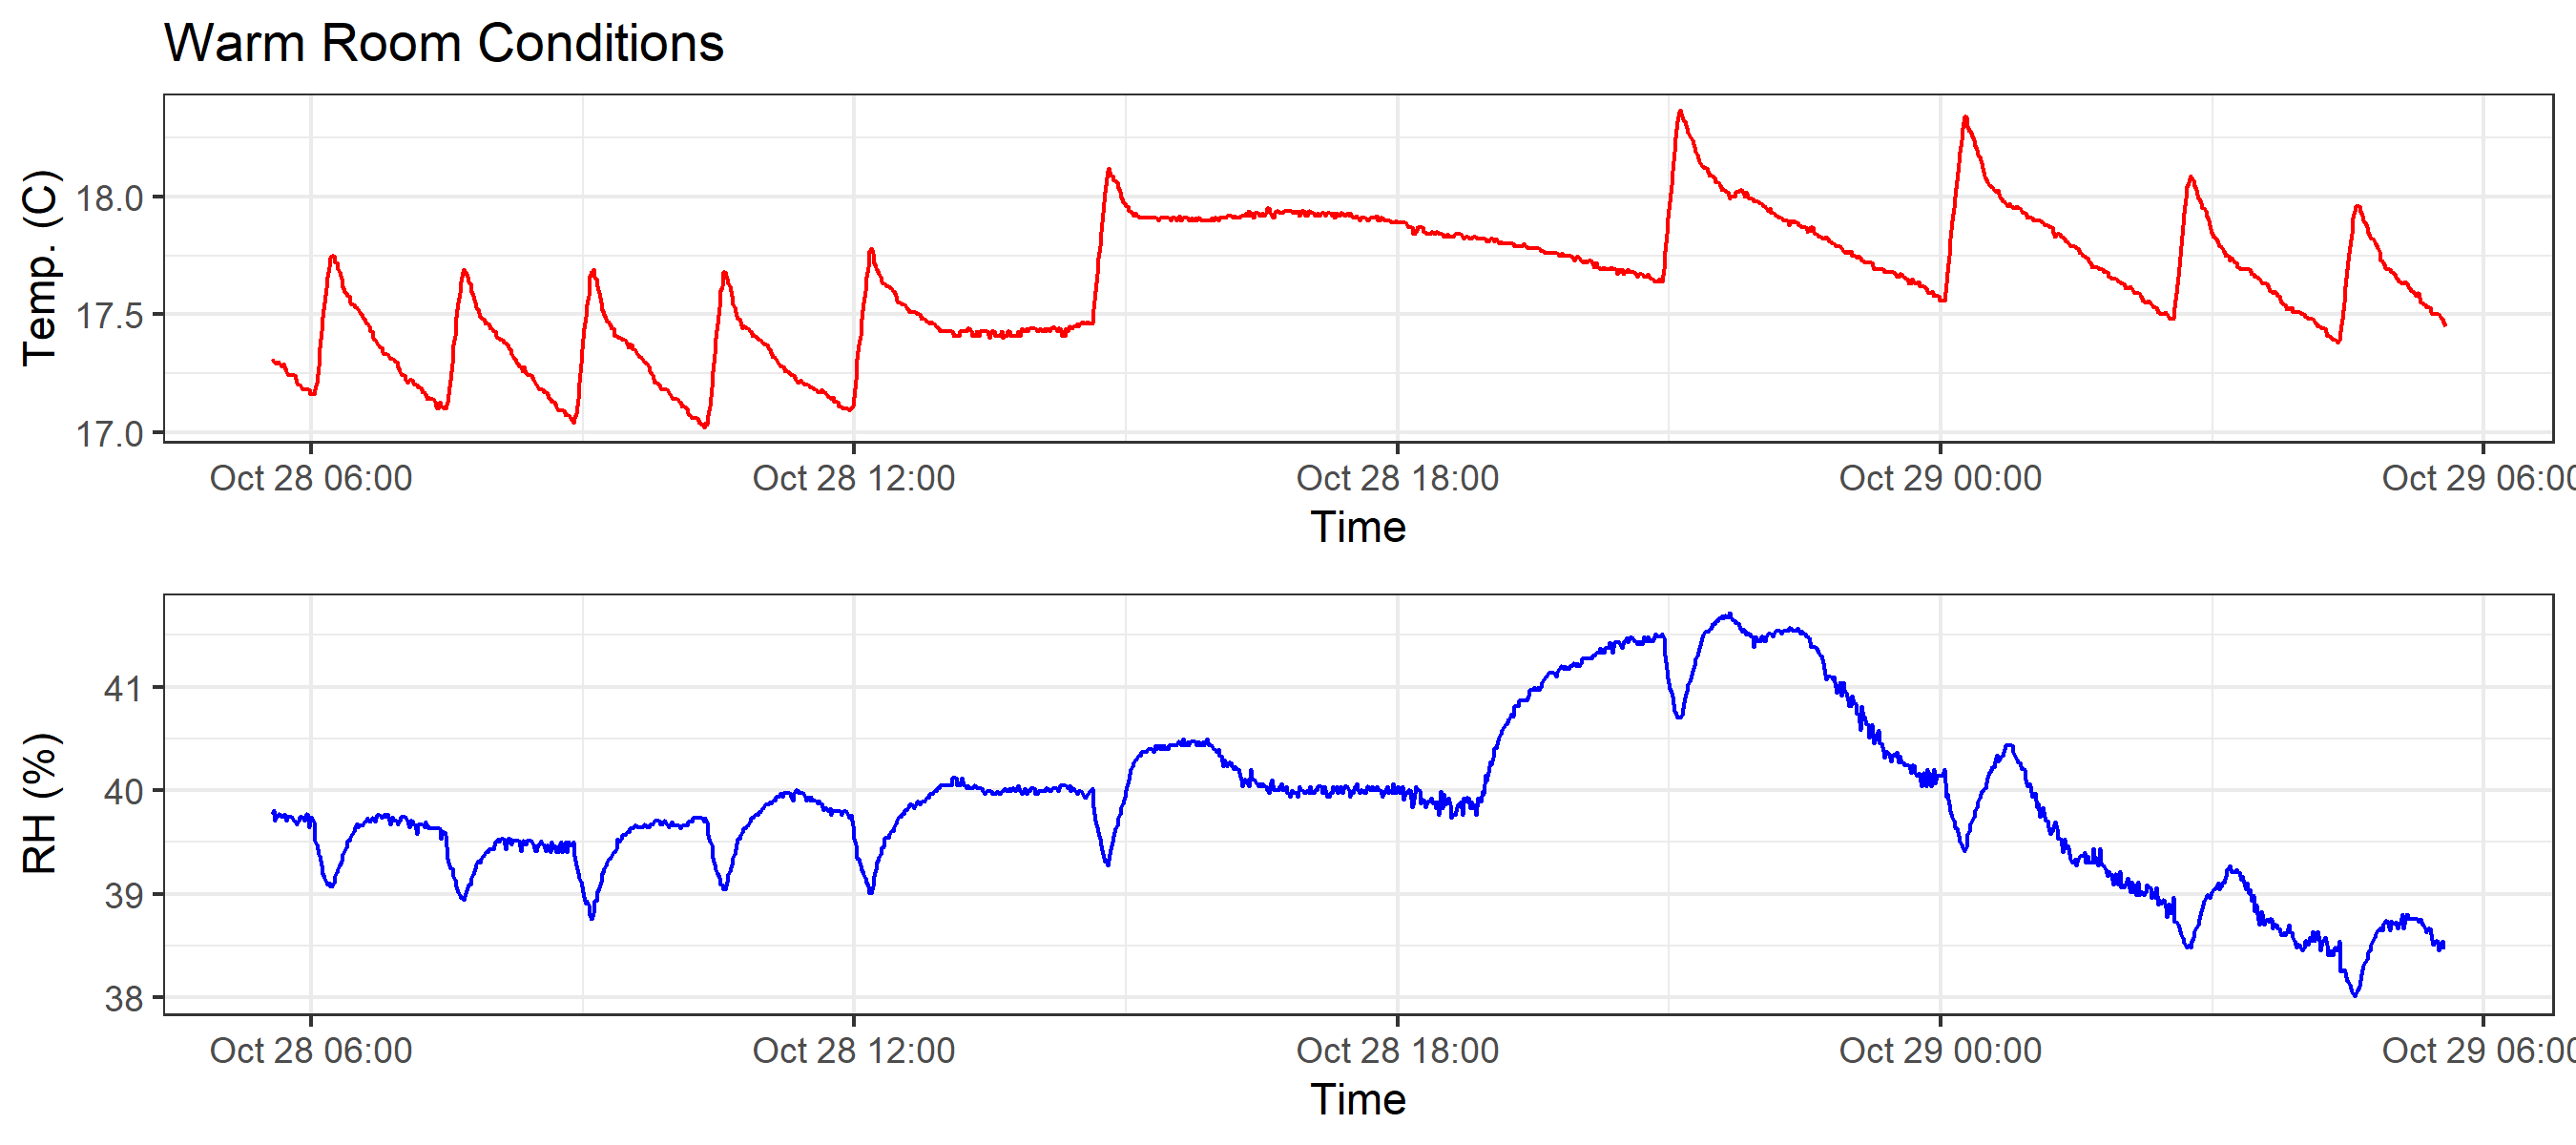 Warm Room Conditions
Temp. (C)
18.0
17.5
17.0
Oct 28 06:00 Oct 28 12:00 Oct 28 18:00 Oct 29 00:00 Oct 29 06:00
Time
RH (%)
41
40
39
38
Oct 28 06:00 Oct 28 12:00 Oct 28 18:00 Oct 29 00:00 Oct 29 06:00
Time